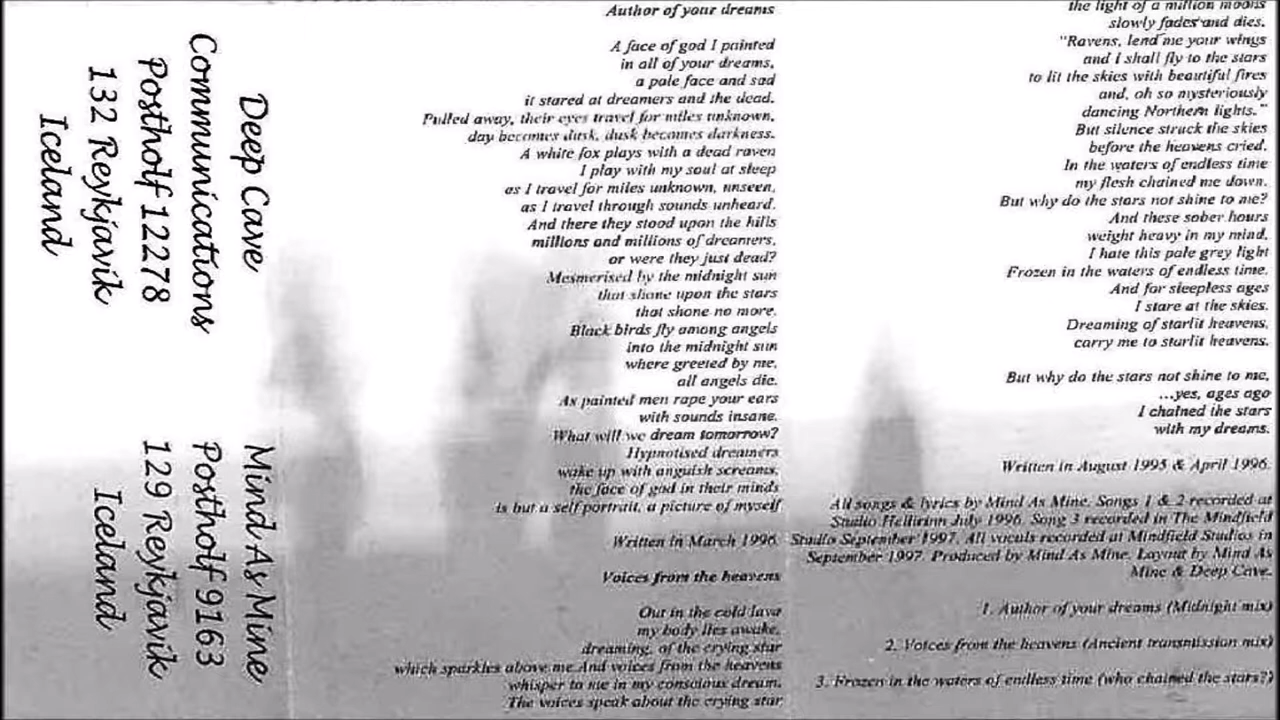 Deep Cave
Communications
Posthólf 12278
132 Reykjavík
Iceland
Mind As Mine
Posthólf 9163
129 Reykjavík
Iceland
Author of your dreams
A face of god I painted
in all of your dreams,
a pale face and sad
it stared at dreamers and the dead.
Pulled away, their eyes travel for miles unknown,
day becomes dusk, dusk becomes darkness.
A white fox plays with a dead raven
I play with my soul at sleep
as I travel for miles unknown, unseen,
as I travel through sounds unheard.
And there they stood upon the hills
millions and millions of dreamers,
or were they just dead?
Mesmerised by the midnight sun
that shone upon the stars
that shone no more.
Black birds fly among angels
into the midnight sun
where greeted by me,
all angels die.
As painted men rape your ears
with sounds insane.
What will we dream tomorrow?
Hypnotised dreamers
wake up with anguish screams,
the face of god in their minds
is but a self portrait, a picture of myself
Written in March 1996.
Voices from the heavens
Out in the cold lava
my body lies awake,
dreaming, of the crying star
which sparkles above me And voices from the heavens
whisper to me in my conscious dream.
The voices speak about the crying star
the light of a million moons
slowly fades and dies.
"Ravens, lend me your wings
and I shall fly to the stars
to lit the skies with beautiful fires
and, oh so mysteriously
dancing Northern lights."
But silence struck the skies
before the heavens cried.
In the waters of endless time
my flesh chained me down.
But why do the stars not shine to me?
And these sober hours
weight heavy in my mind,
I hate this pale grey light
Frozen in the waters of endless time.
And for sleepless ages
I stare at the skies.
Dreaming of starlit heavens,
carry me to starlit heavens.
But why do the stars not shine to me,
...yes, ages ago
I chained the stars
with my dreams.
Written in August 1995 & April 1996.
All songs & lyrics by Mind As Mine. Songs 1 & 2 recorded at
Studio Hellirinn July 1996. Song 3 recorded in The Mindfield
Studio September 1997. All vocals recorded at Mindfield Studios in
September 1997. Produced by Mind As Mine. Layout by Mind As
Mine & Deep Cave.
1. Author of your dreams (Midnight mix)
2. Voices from the heavens (Ancient transmission mix)
3. Frozen in the waters of endless time (who chained the stars?)